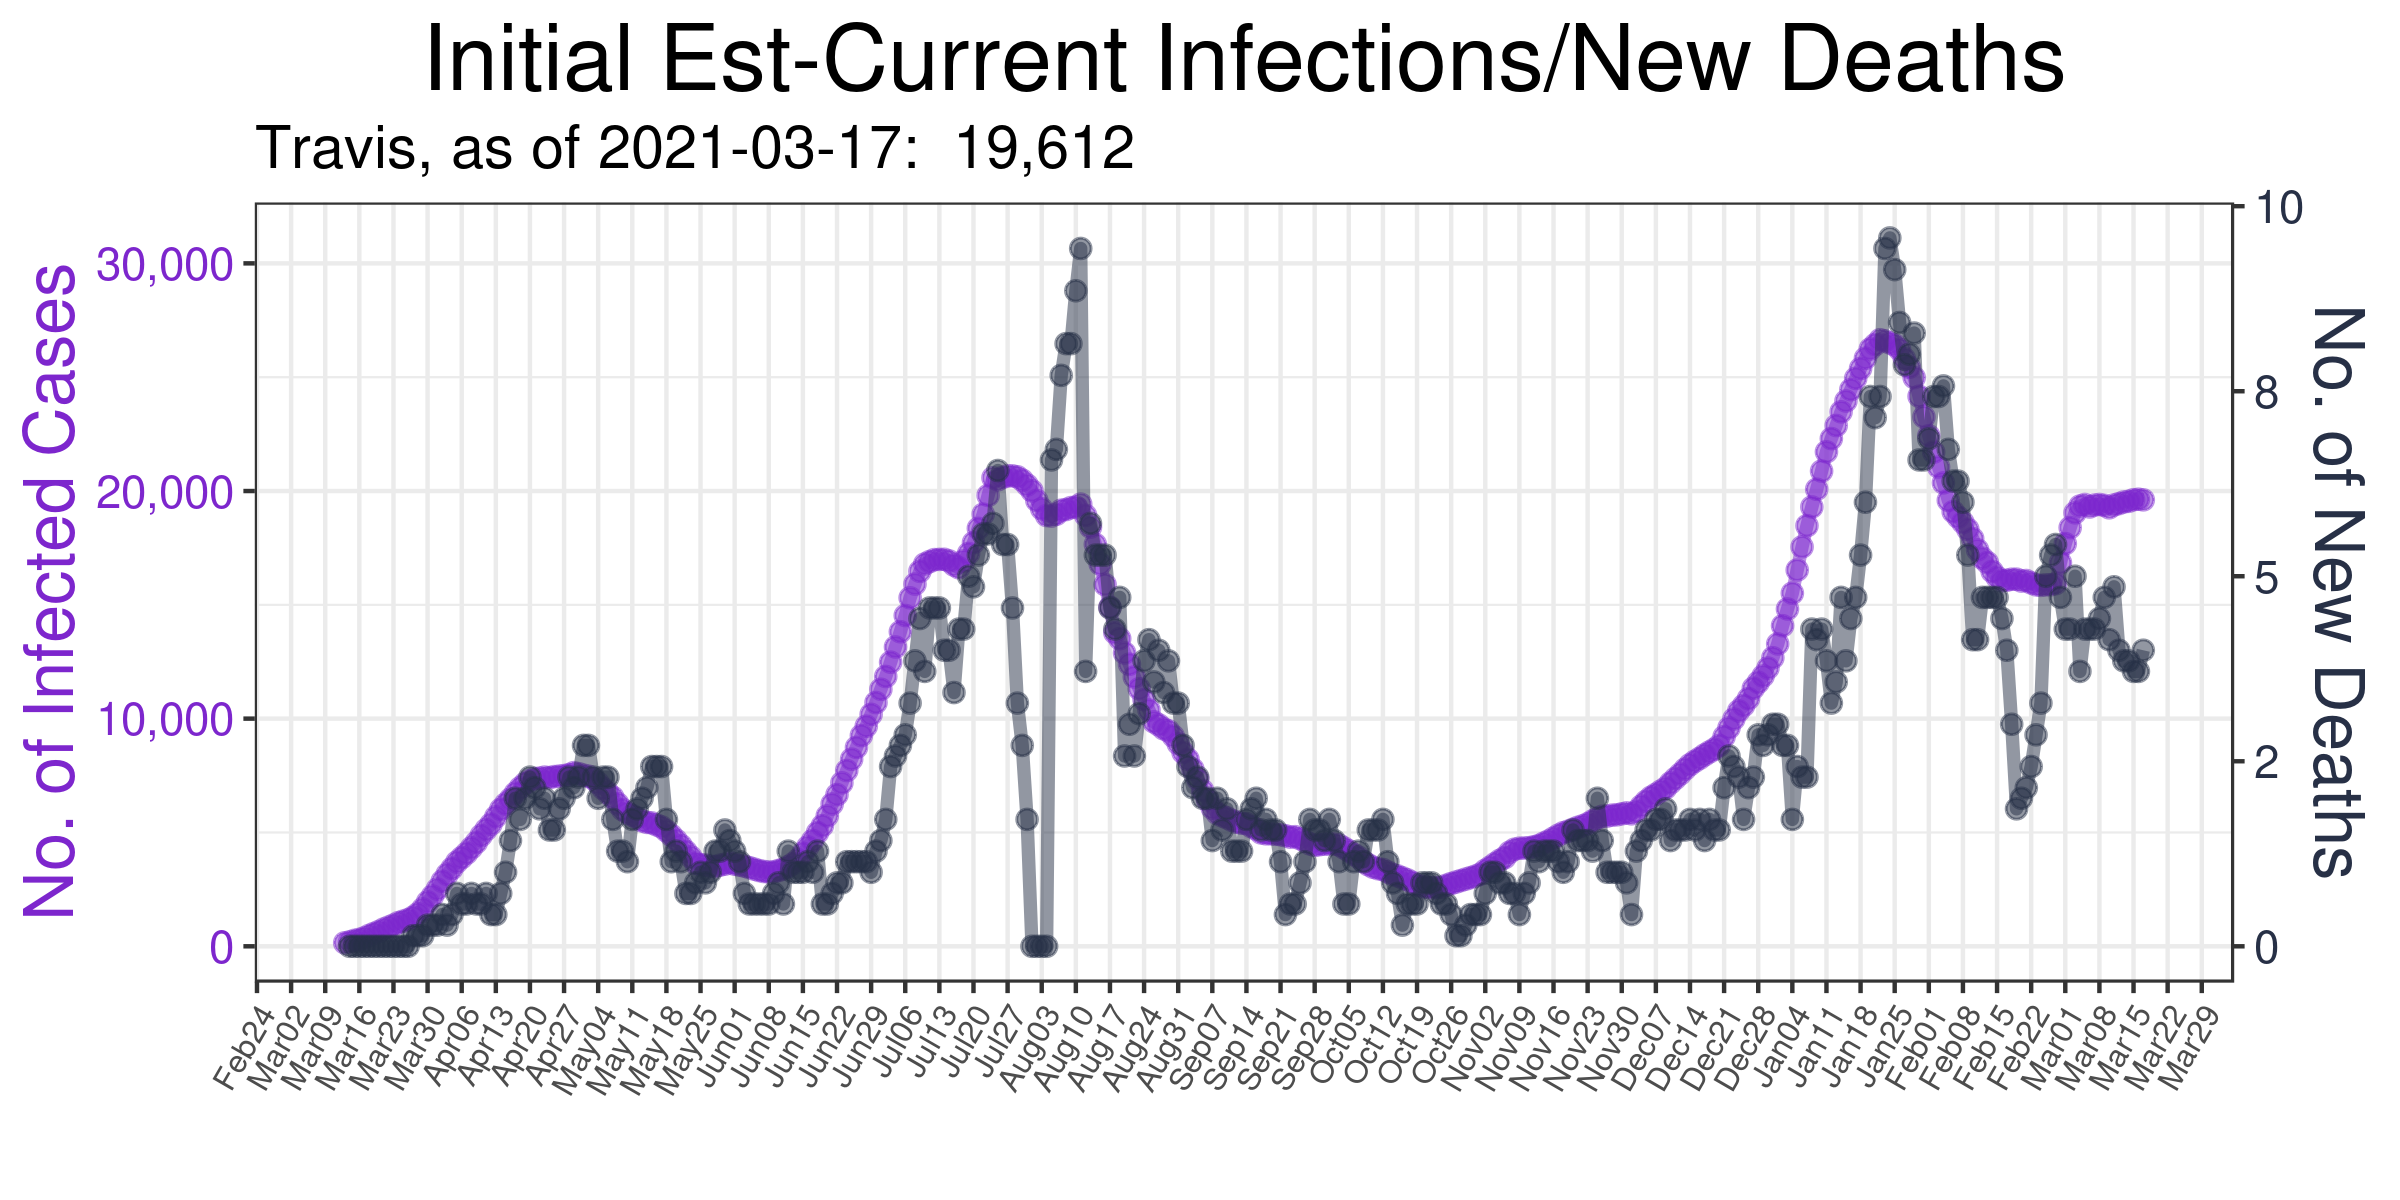 Initial Est-Current Infections/New Deaths
Travis, as of 2021-03-17:  19,612
No. of Infected Cases
30,000
20,000
10,000
0
10
8
5
2
0
No. of New Deaths
Feb24 Mar02 Mar09 Mar16 Mar23 Mar30 Apr06 Apr13 Apr20 Apr27 May04 May11 May18 May25 Jun01 Jun08 Jun15 Jun22 Jun29 Jul06 Jul13 Jul20 Jul27 Aug03 Aug10 Aug17 Aug24 Aug31 Sep07 Sep14 Sep21 Sep28 Oct05 Oct12 Oct19 Oct26 Nov02 Nov09 Nov16 Nov23 Nov30 Dec07 Dec14 Dec21 Dec28 Jan04 Jan11 Jan18 Jan25 Feb01 Feb08 Feb15 Feb22 Mar01 Mar08 Mar15 Mar22 Mar29